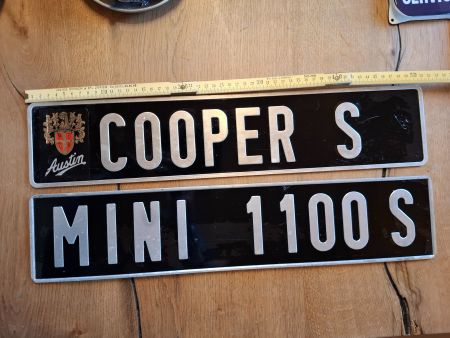 COOPER S
Austin
MINI 1100 S